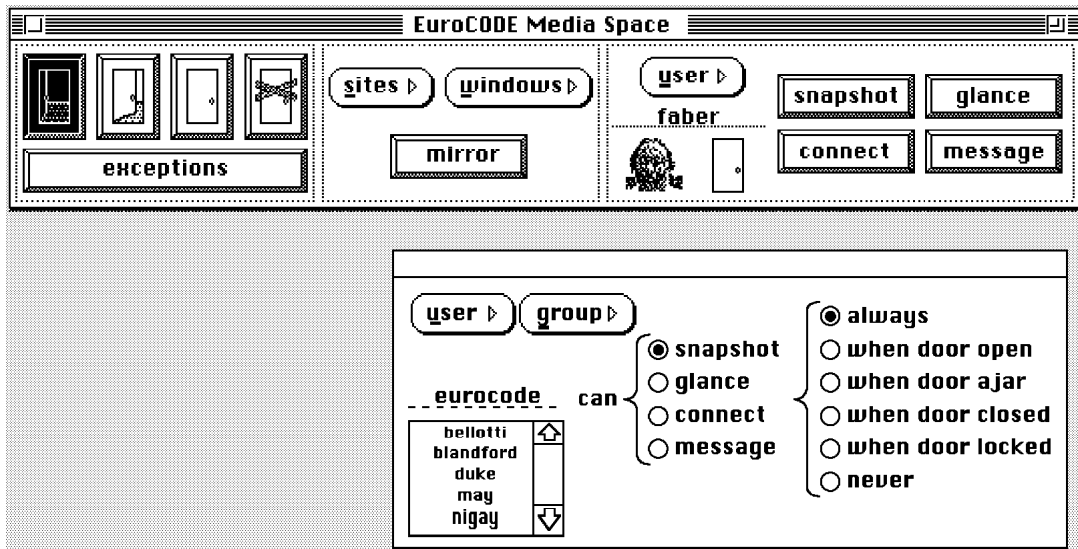 EuroCODE Media Space
exceptions
sites
windows
mirror
user
faber
snapshot
glance
connect
message
user
group
eurocode
bellotti
blandford
duke
may
nigay
can
snapshot
glance
connect
message
always
when door open
when door ajar
when door closed
when door locked
never